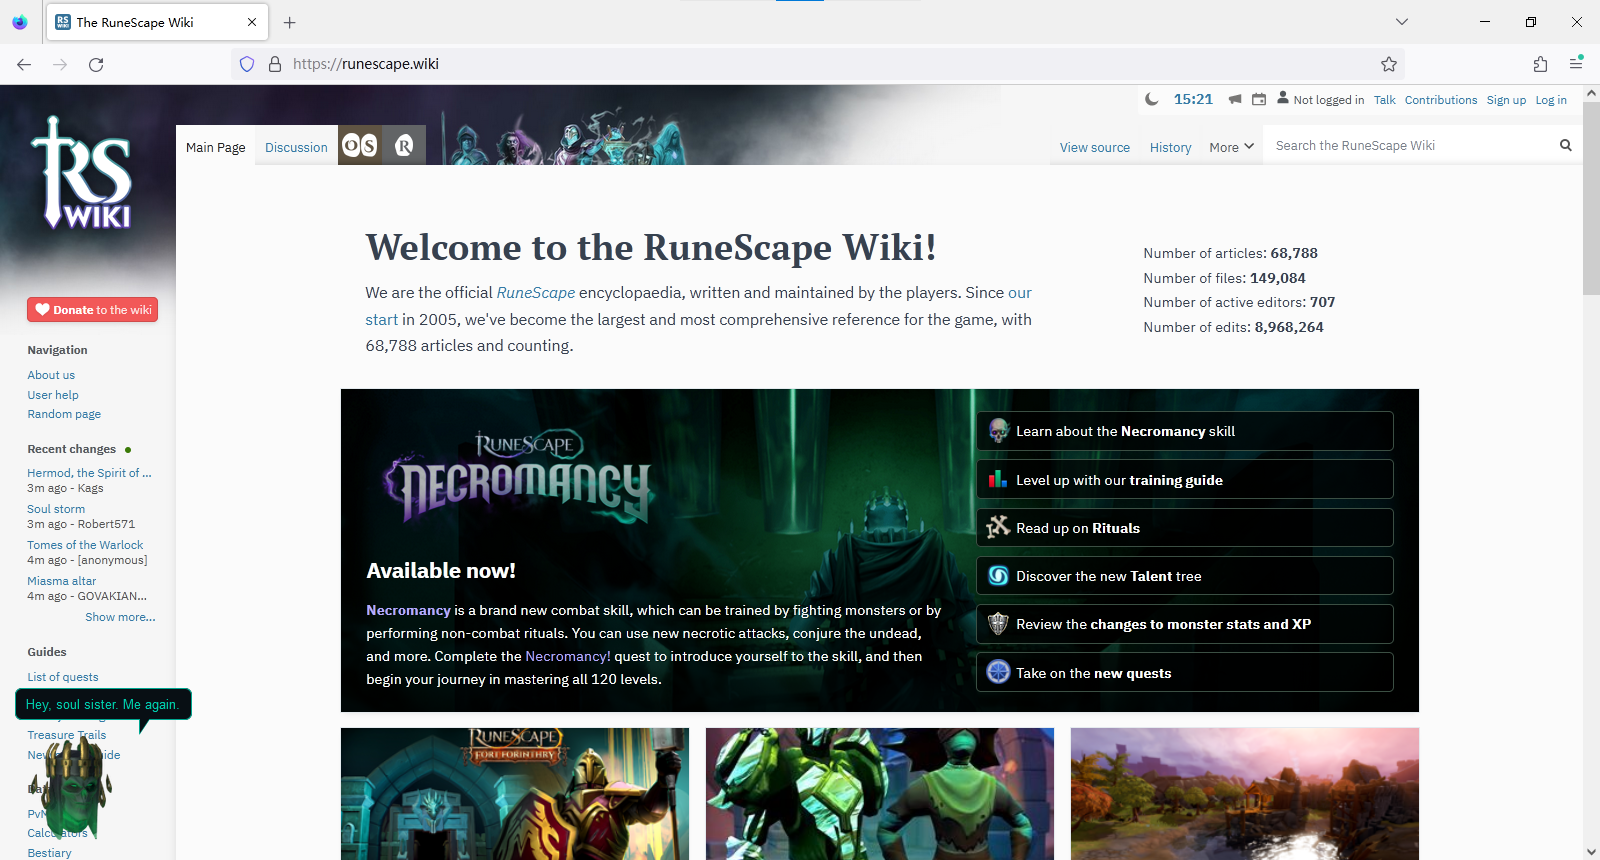 The RuneScape Wiki
https://runescape.wiki
15:21
Not logged in
Talk
Contributions
Sign up
Log in
RS
WIKI
Main Page
Discussion
OS
R
View source
History
More
Search the RuneScape Wiki
Welcome to the RuneScape Wiki!
We are the official RuneScape encyclopaedia, written and maintained by the players. Since our
start in 2005, we've become the largest and most comprehensive reference for the game, with
68,788 articles and counting.
Number of articles: 68,788
Number of files: 149,084
Number of active editors: 707
Number of edits: 8,968,264
Donate to the wiki
Navigation
About us
User help
Random page
Recent changes
Hermod, the Spirit of ...
3m ago - Kags
Soul storm
3m ago - Robert571
Tomes of the Warlock
4m ago - [anonymous]
Miasma altar
4m ago - GOVAKIAN...
Show more...
Guides
List of quests
Hey, soul sister. Me again.
Treasure Trails
Calculators
Bestiary
RUNESCAPE
NECROMANCY
Available now!
Necromancy is a brand new combat skill, which can be trained by fighting monsters or by
performing non-combat rituals. You can use new necrotic attacks, conjure the undead,
and more. Complete the Necromancy! quest to introduce yourself to the skill, and then
begin your journey in mastering all 120 levels.
Learn about the Necromancy skill
Level up with our training guide
Read up on Rituals
Discover the new Talent tree
Review the changes to monster stats and XP
Take on the new quests
RUNESCAPE
FORT FORINTHRY